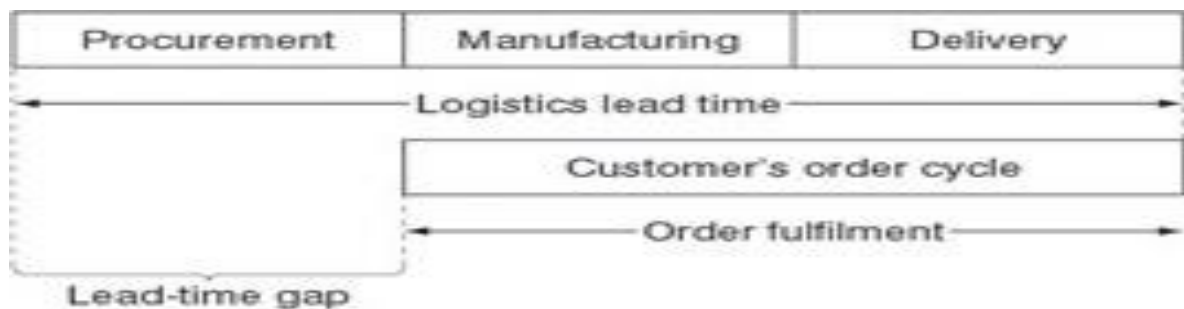 Procurement Manufacturing Delivery
Logistics lead time
Customer's order cycle
Order fulfilment
Lead-time gap